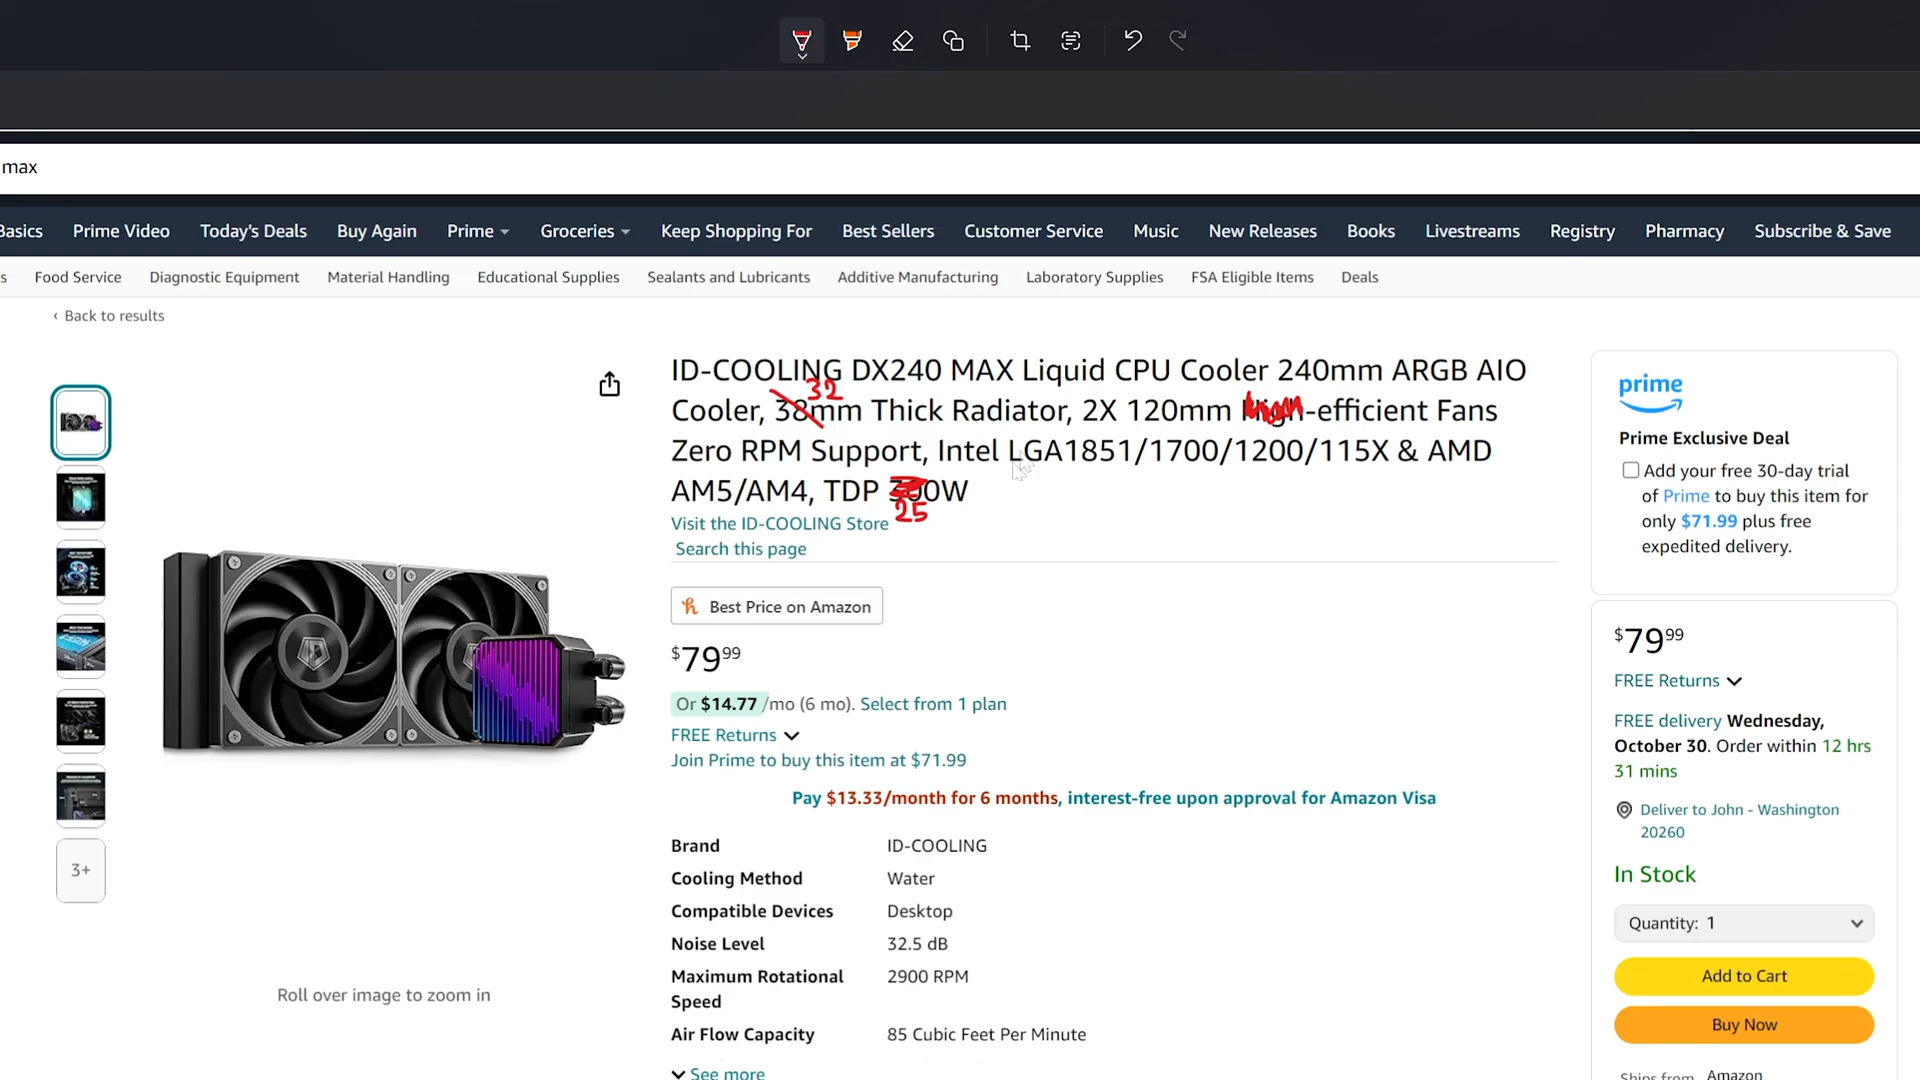 max
Basics Prime Video Today's Deals Buy Again Prime Groceries Keep Shopping For Best Sellers Customer Service Music New Releases Books Livestreams Registry Pharmacy Subscribe & Save
s Food Service Diagnostic Equipment Material Handling Educational Supplies Sealants and Lubricants Additive Manufacturing Laboratory Supplies FSA Eligible Items Deals
‹ Back to results
ID-COOLING DX240 MAX Liquid CPU Cooler 240mm ARGB AIO
32
Cooler, 38mm Thick Radiator, 2X 120mm High-efficient Fans
Zero RPM Support, Intel LGA1851/1700/1200/115X & AMD
AM5/AM4, TDP 300W
25
Visit the ID-COOLING Store
Search this page
Best Price on Amazon
$79 99
Or $14.77 /mo (6 mo). Select from 1 plan
FREE Returns
Join Prime to buy this item at $71.99
Pay $13.33/month for 6 months, interest-free upon approval for Amazon Visa
Brand ID-COOLING
Cooling Method Water
Compatible Devices Desktop
Noise Level 32.5 dB
Maximum Rotational 2900 RPM
Speed
Air Flow Capacity 85 Cubic Feet Per Minute
See more
3+
Roll over image to zoom in
prime
Prime Exclusive Deal
Add your free 30-day trial
of Prime to buy this item for
only $71.99 plus free
expedited delivery.
$79 99
FREE Returns
FREE delivery Wednesday,
October 30. Order within 12 hrs
31 mins
Deliver to John - Washington
20260
In Stock
Quantity: 1
Add to Cart
Buy Now
Ships from Amazon